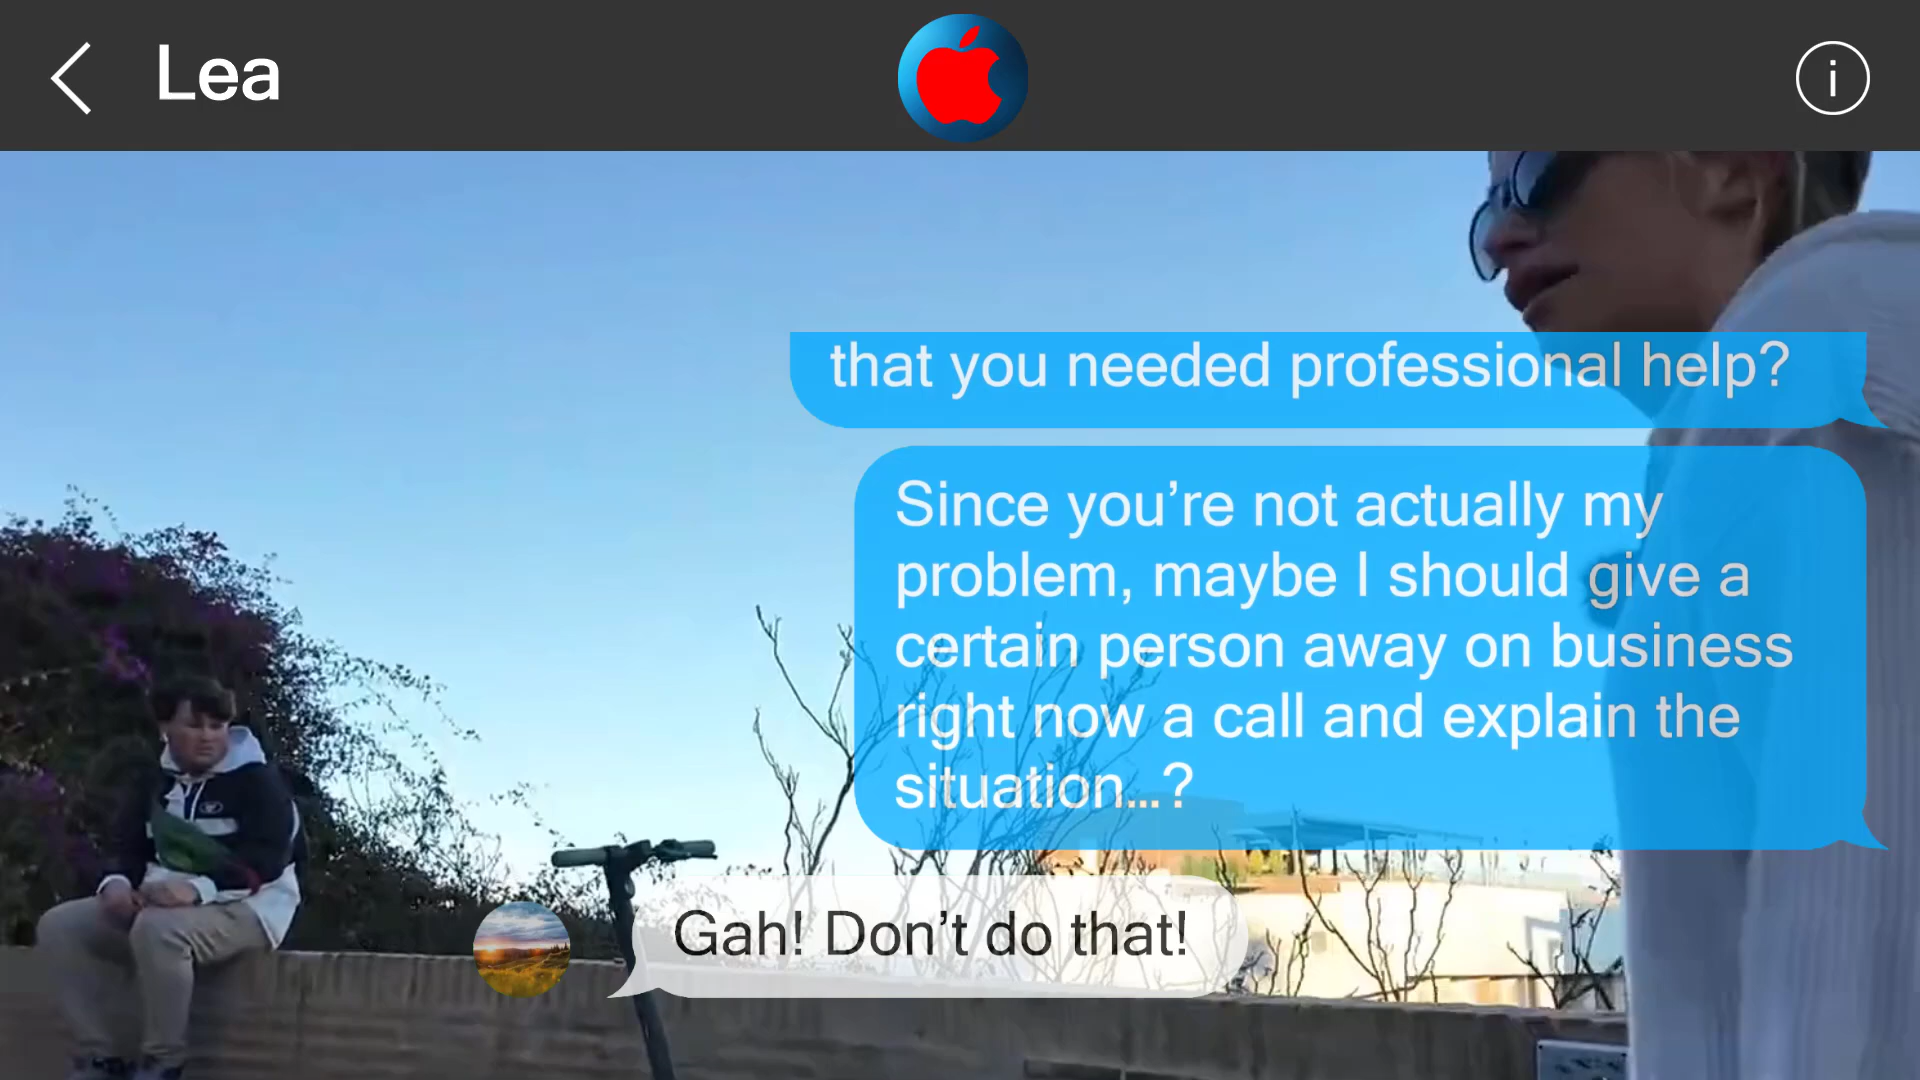 Lea
that you needed professional help?
Since you’re not actually my
problem, maybe I should give a
certain person away on business
right now a call and explain the
situation...?
Gah! Don’t do that!